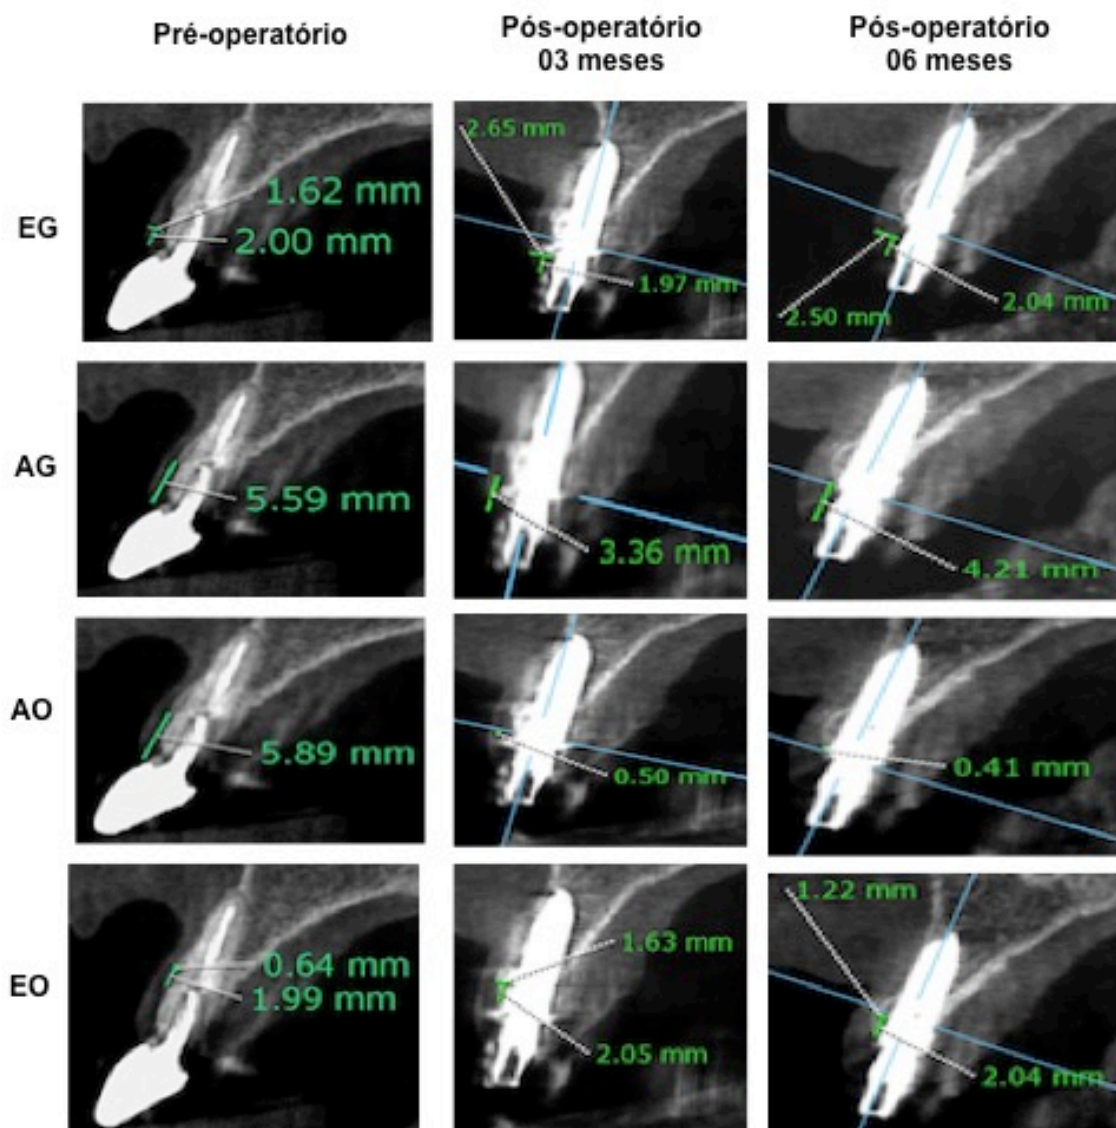 Pré-operatório
Pós-operatório
03 meses
Pós-operatório
06 meses
EG
1.62 mm
2.00 mm
2.65 mm
1.97 mm
2.50 mm
2.04 mm
AG
5.59 mm
3.36 mm
4.21 mm
AO
5.89 mm
0.50 mm
0.41 mm
EO
0.64 mm
1.99 mm
1.63 mm
2.05 mm
1.22 mm
2.04 mm